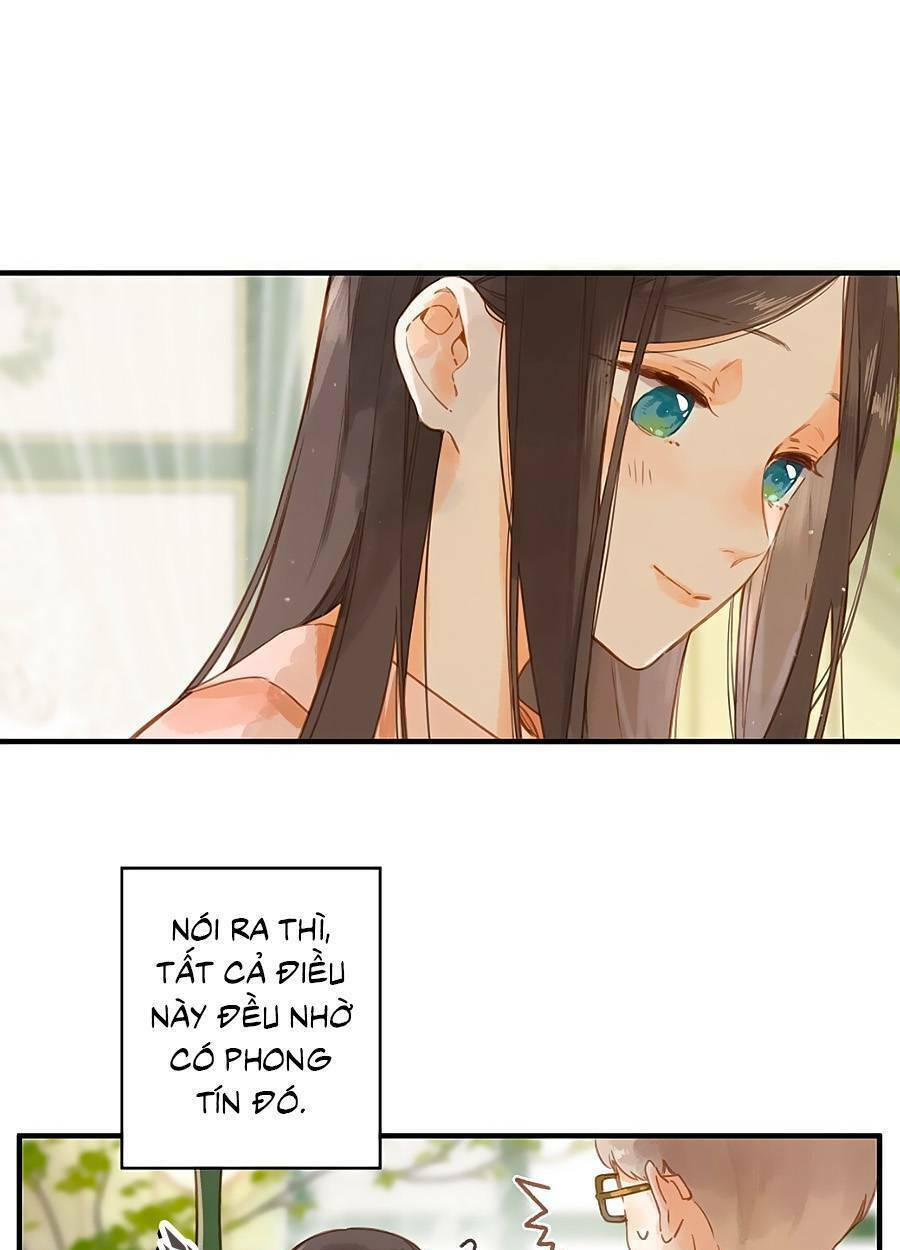 NÓI RA THÌ,
TẤT CẢ ĐIỀU
NÀY ĐỀU NHỜ
CÓ PHONG
TÍN ĐÓ.